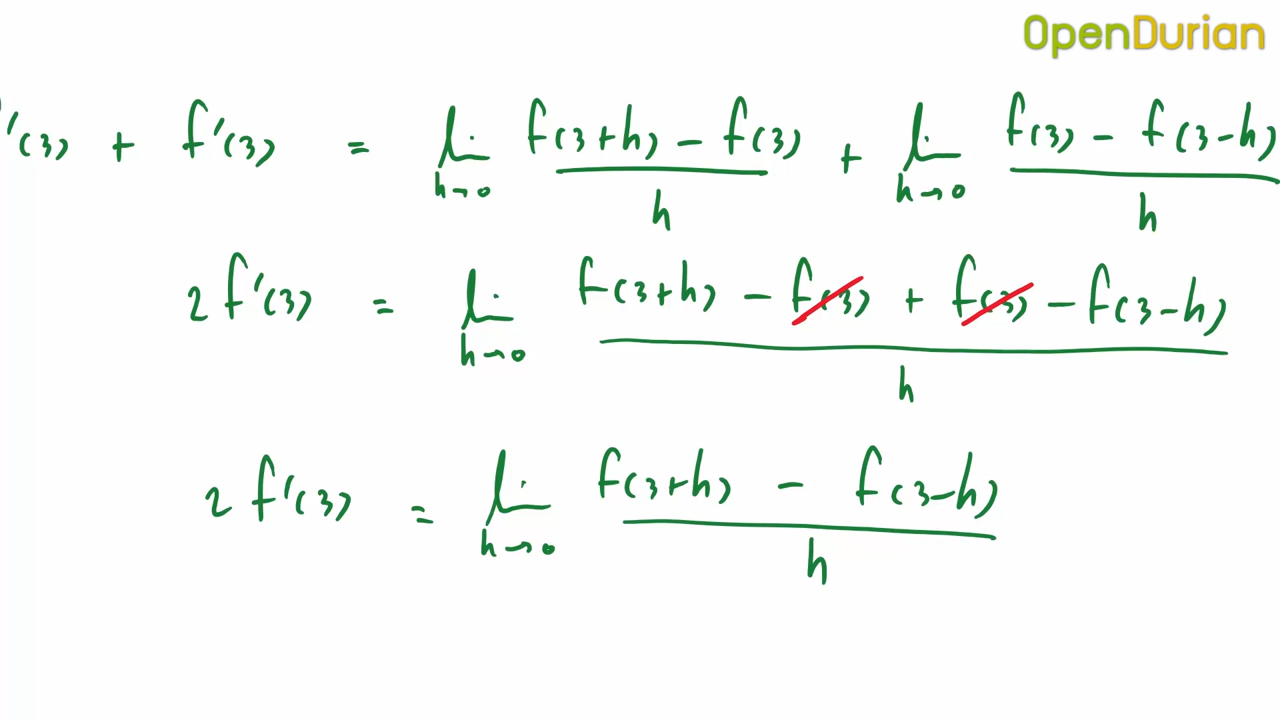 OpenDurian
'(3) + f'(3) = lim h→0 f(3+h) - f(3) / h + lim h→0 f(3) - f(3-h) / h
2f'(3) = lim h→0 f(3+h) - f(3) + f(3) - f(3-h) / h
2f'(3) = lim h→0 f(3+h) - f(3-h) / h